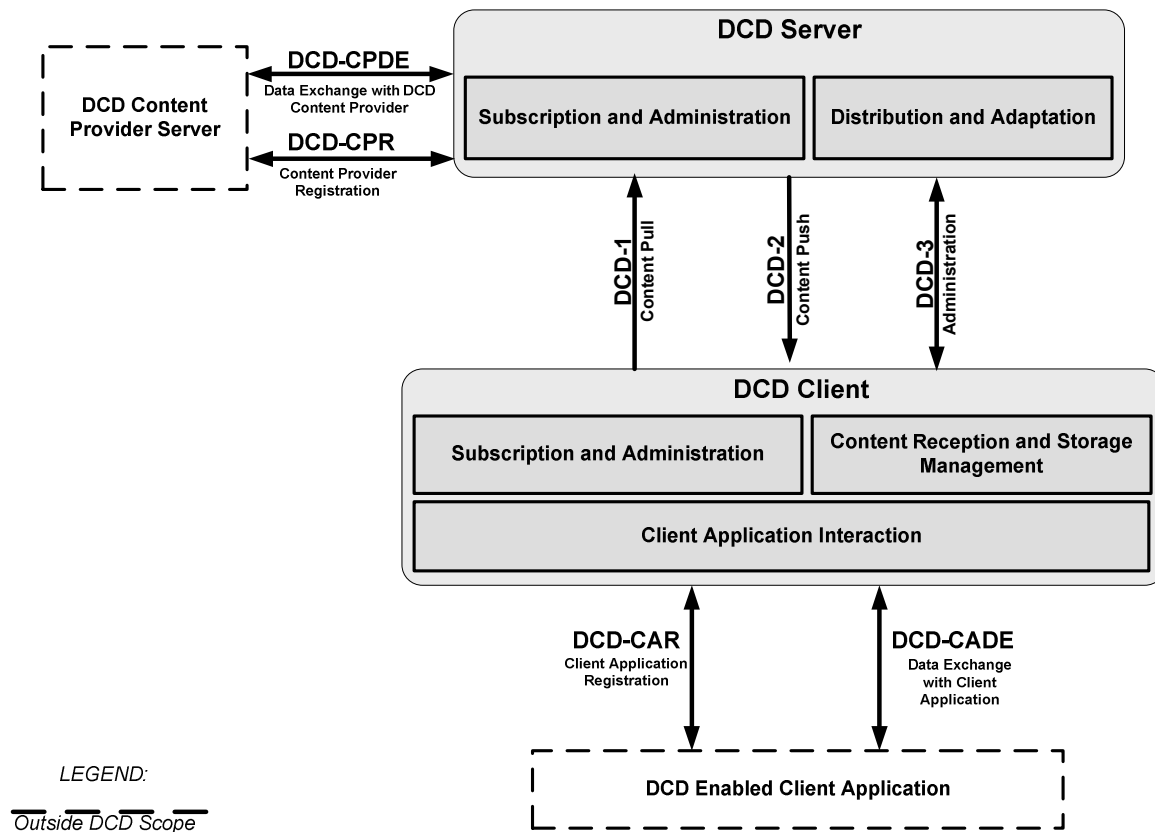 DCD Server
DCD-CPDE
Data Exchange with DCD
Content Provider
DCD Content
Provider Server
Subscription and Administration
Distribution and Adaptation
DCD-CPR
Content Provider
Registration
DCD-1
Content Pull
DCD-2
Content Push
DCD-3
Administration
DCD Client
Subscription and Administration
Content Reception and Storage
Management
Client Application Interaction
DCD-CAR
Client Application
Registration
DCD-CADE
Data Exchange
with Client
Application
LEGEND:
Outside DCD Scope
DCD Enabled Client Application